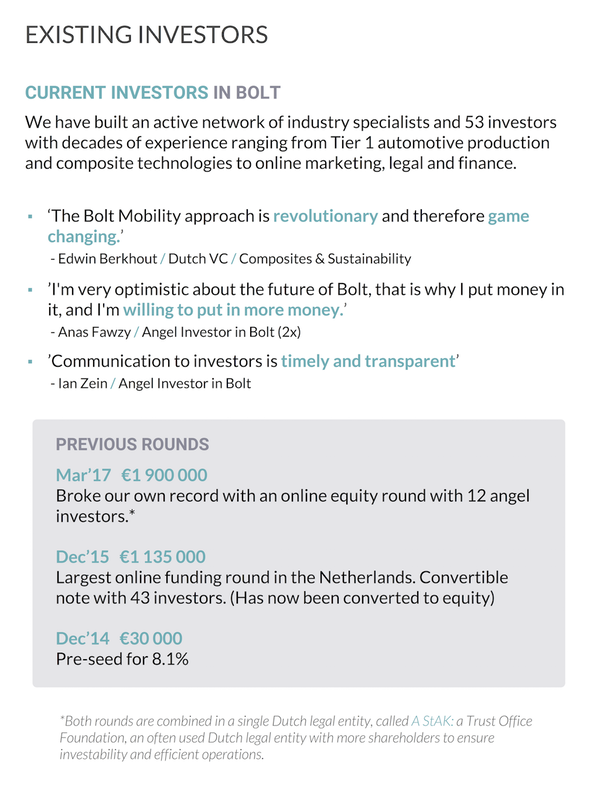 EXISTING INVESTORS
CURRENT INVESTORS IN BOLT
We have built an active network of industry specialists and 53 investors
with decades of experience ranging from Tier 1 automotive production
and composite technologies to online marketing, legal and finance.
▪ ‘The Bolt Mobility approach is revolutionary and therefore game
changing.’
- Edwin Berkhout / Dutch VC / Composites & Sustainability
▪ ’I'm very optimistic about the future of Bolt, that is why I put money in
it, and I'm willing to put in more money.’
- Anas Fawzy / Angel Investor in Bolt (2x)
▪ ’Communication to investors is timely and transparent’
- Ian Zein / Angel Investor in Bolt
PREVIOUS ROUNDS
Mar’17 €1 900 000
Broke our own record with an online equity round with 12 angel
investors.*
Dec’15 €1 135 000
Largest online funding round in the Netherlands. Convertible
note with 43 investors. (Has now been converted to equity)
Dec’14 €30 000
Pre-seed for 8.1%
*Both rounds are combined in a single Dutch legal entity, called A StAK: a Trust Office
Foundation, an often used Dutch legal entity with more shareholders to ensure
investability and efficient operations.